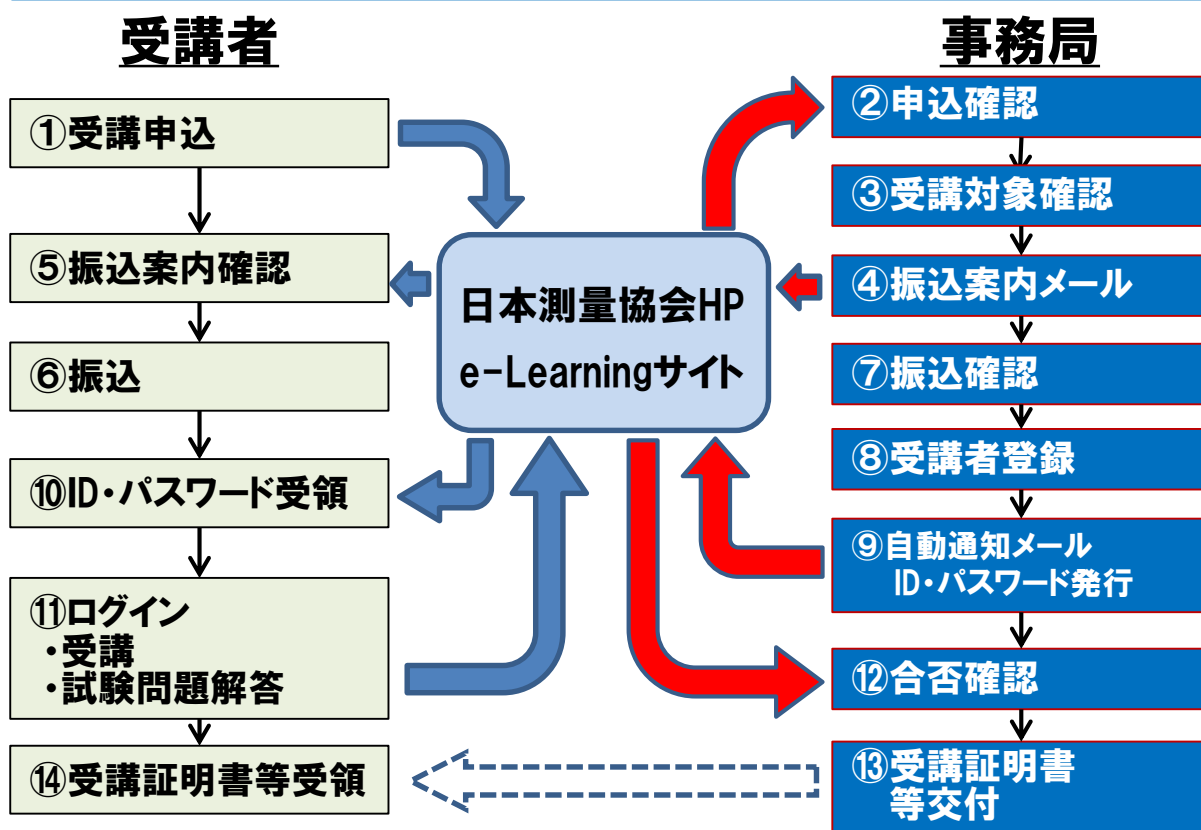 受講者
①受講申込
⑤振込案内確認
⑥振込
⑩ID・パスワード受領
⑪ログイン
・受講
・試験問題解答
⑭受講証明書等受領
日本測量協会HP
e-Learningサイト
事務局
②申込確認
③受講対象確認
④振込案内メール
⑦振込確認
⑧受講者登録
⑨自動通知メール
ID・パスワード発行
⑫合否確認
⑬受講証明書
等交付